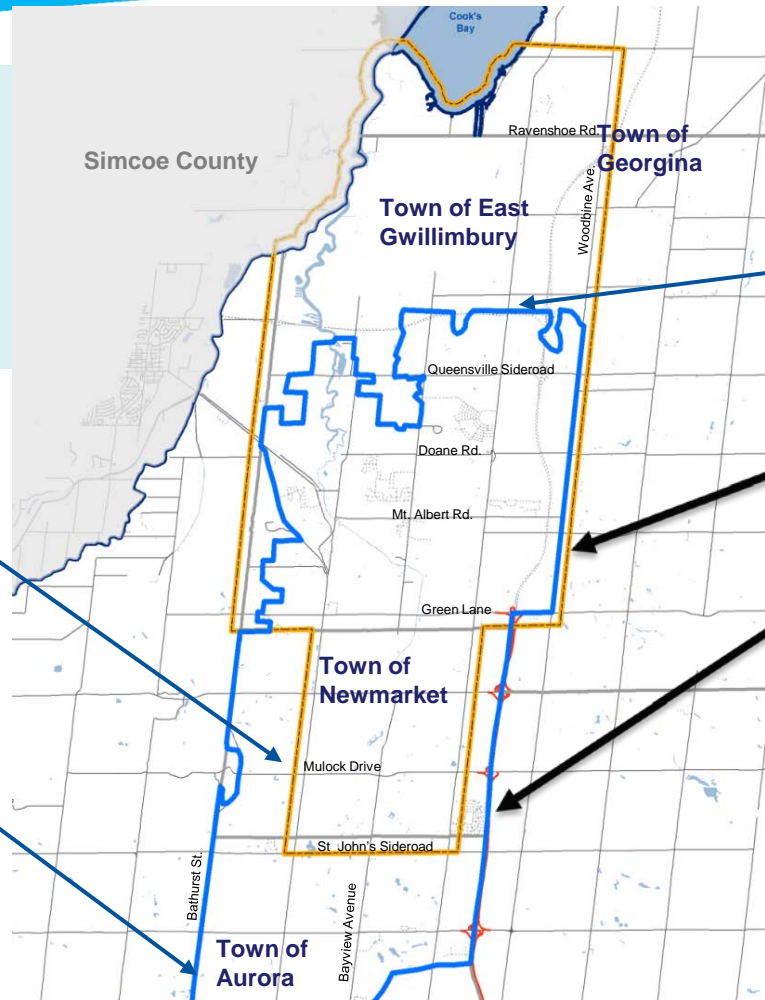 Cook's
Bay
Ravenshoe Rd.
Town of
Georgina
Simcoe County
Woodbine Ave.
Town of East
Gwillimbury
Queensville Sideroad
Doane Rd.
Mt. Albert Rd.
Green Lane
Town of
Newmarket
Mulock Drive
St John's Sideroad
Bathurst St.
Bayview Avenue
Town of
Aurora